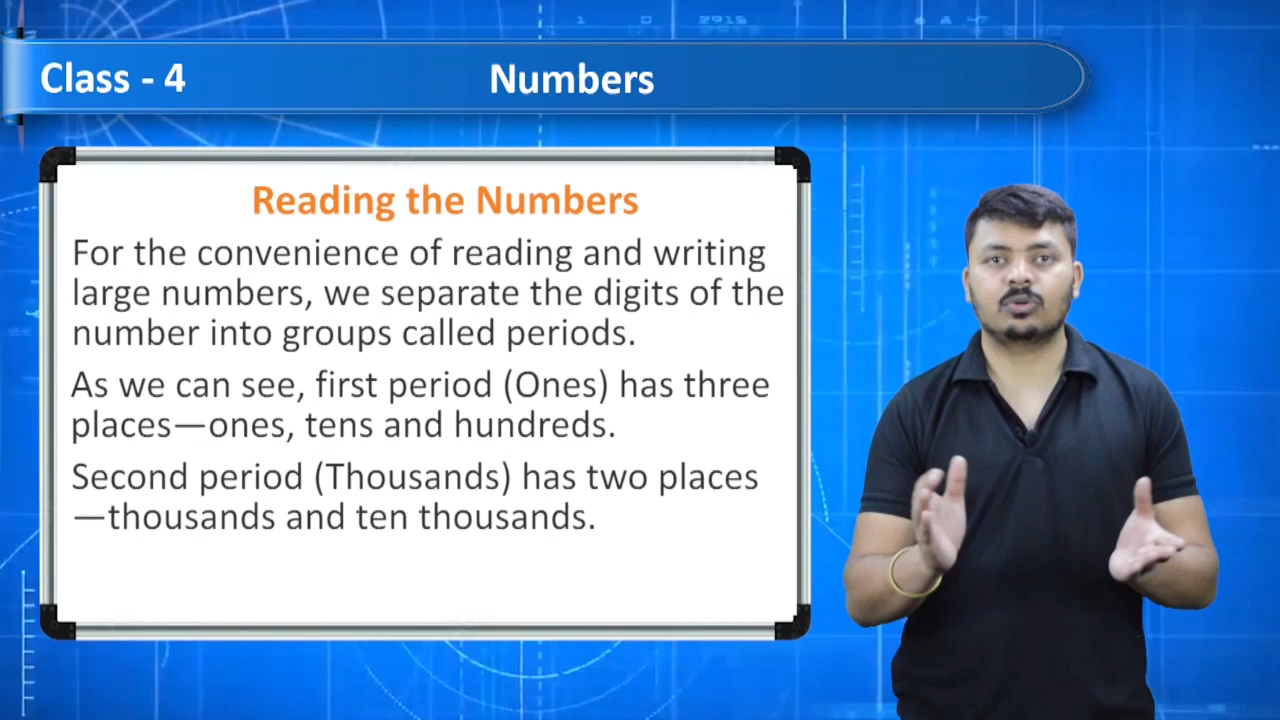 Class - 4
Numbers
Reading the Numbers
For the convenience of reading and writing
large numbers, we separate the digits of the
number into groups called periods.
As we can see, first period (Ones) has three
places—ones, tens and hundreds.
Second period (Thousands) has two places
—thousands and ten thousands.